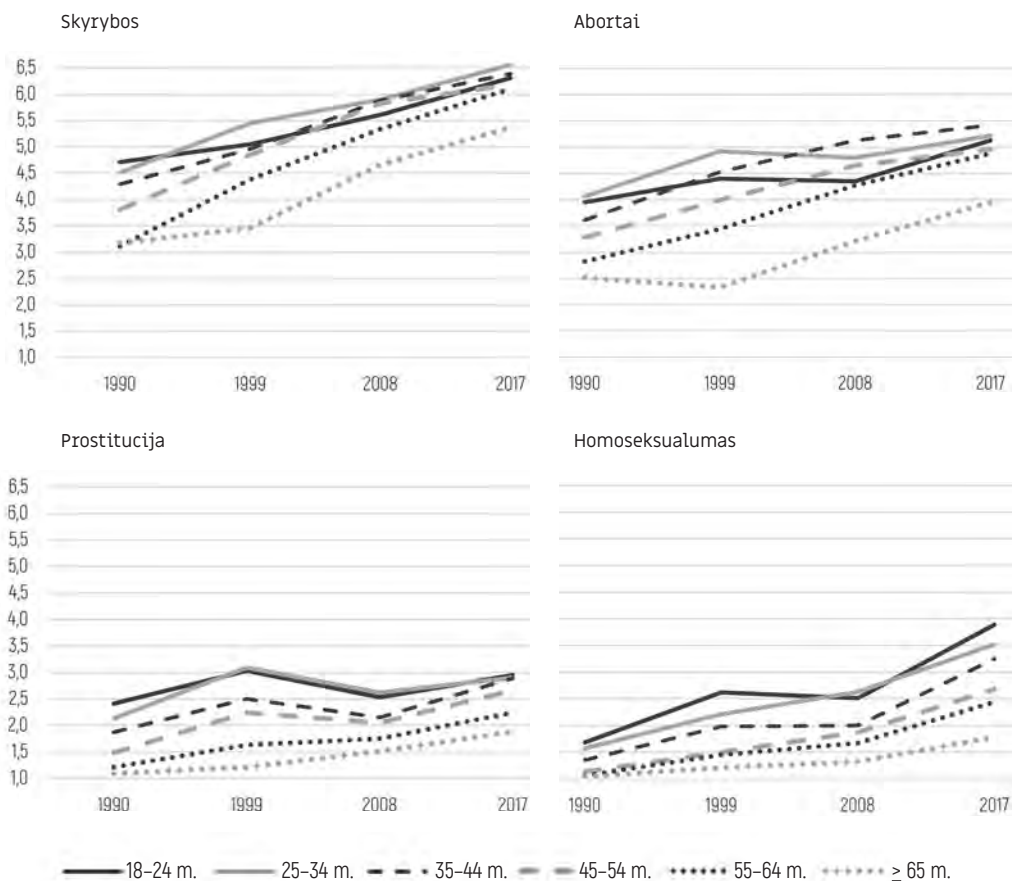 Skyrybos
Abortai
6,5
6,0
5,5
5,0
4,5
4,0
3,5
3,0
2,5
2,0
1,5
1,0
1990 1999 2008 2017
1990 1999 2008 2017
Prostitucija
Homoseksualumas
6,5
6,0
5,5
5,0
4,5
4,0
3,5
3,0
2,5
2,0
1,5
1,0
1990 1999 2008 2017
1990 1999 2008 2017
18–24 m. 25–34 m. 35–44 m. 45–54 m. 55–64 m. ≥ 65 m.